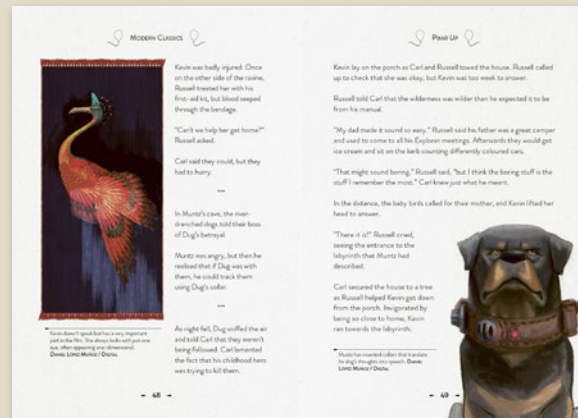 Modern Classics
Kevin was badly injured. Once
on the other side of the ravine,
Russell treated her with his
first-aid kit, but blood seeped
through the bandage.
"Can't we help her get home?"
Russell asked.
Carl said they could, but they
had to hurry.
***
In Muntz's cave, the river-
drenched dogs told their boss
of Dug's betrayal.
Muntz was angry, but then he
realised that if Dug was with
them, he could track them
using Dug's collar.
***
As night fell, Dug sniffed the air
and told Carl that they weren't
being followed. Carl lamented
the fact that his childhood hero
was trying to kill them.
Kevin doesn't speak but has a very important
part in the film. She always looks with just one
eye, often appearing one-dimensional.
Daniel López Muñoz / Digital
48
Pixar Up
Kevin lay on the porch as Carl and Russell towed the house. Russell called
up to check that she was okay, but Kevin was too weak to answer.
Russell told Carl that the wilderness was wilder than he expected it to be
from his manual.
"My dad made it sound so easy." Russell said his father was a great camper
and used to come to all his Explorer meetings. Afterwards they would get
ice cream and sit on the kerb counting differently coloured cars.
"That might sound boring," Russell said, "but I think the boring stuff is the
stuff I remember the most." Carl knew just what he meant.
In the distance, the baby birds called for their mother, and Kevin lifted her
head to answer.
"There it is!" Russell cried,
seeing the entrance to the
labyrinth that Muntz had
described.
Carl secured the house to a tree
as Russell helped Kevin get down
from the porch. Invigorated by
being so close to home, Kevin
ran towards the labyrinth.
Muntz has invented collars that translate
his dog's thoughts into speech. Daniel
López Muñoz / Digital
49